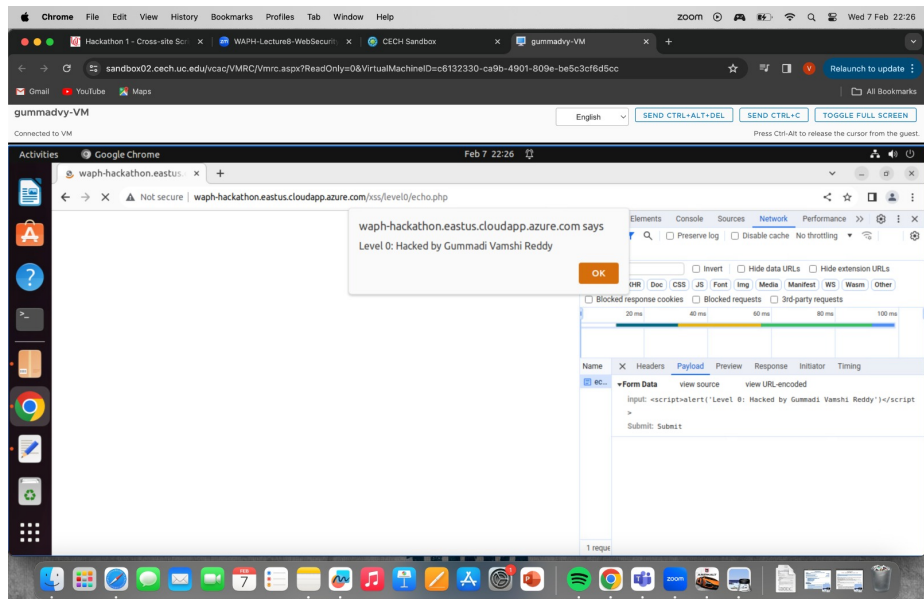 Chrome File Edit View History Bookmarks Profiles Tab Window Help zoom Wed 7 Feb 22:26
Hackathon 1 - Cross-site Scri WAPH-Lecture8-WebSecurity CECH Sandbox gummadvy-VM
sandbox02.cech.uc.edu/vcac/VMRC/Vmrc.aspx?ReadOnly=0&VirtualMachineID=c6132330-ca9b-4901-809e-be5c3cf6d5cc V Relaunch to update
Gmail YouTube Maps All Bookmarks
gummadvy-VM English SEND CTRL+ALT+DEL SEND CTRL+C TOGGLE FULL SCREEN
Connected to VM Press Ctrl-Alt to release the cursor from the guest.
Activities Google Chrome Feb 7 22:26
waph-hackathon.eastus.
Not secure waph-hackathon.eastus.cloudapp.azure.com/xss/level0/echo.php
waph-hackathon.eastus.cloudapp.azure.com says
Level 0: Hacked by Gummadi Vamshi Reddy
OK
Elements Console Sources Network Performance
Preserve log Disable cache No throttling
Invert Hide data URLs Hide extension URLs
XHR Doc CSS JS Font Img Media Manifest WS Wasm Other
Blocked response cookies Blocked requests 3rd-party requests
20 ms 40 ms 60 ms 80 ms 100 ms
Name Headers Payload Preview Response Initiator Timing
ec... Form Data view source view URL-encoded
input: <script>alert('Level 0: Hacked by Gummadi Vamshi Reddy')</script
>
Submit: Submit
1 reque
FEB
7
zoom